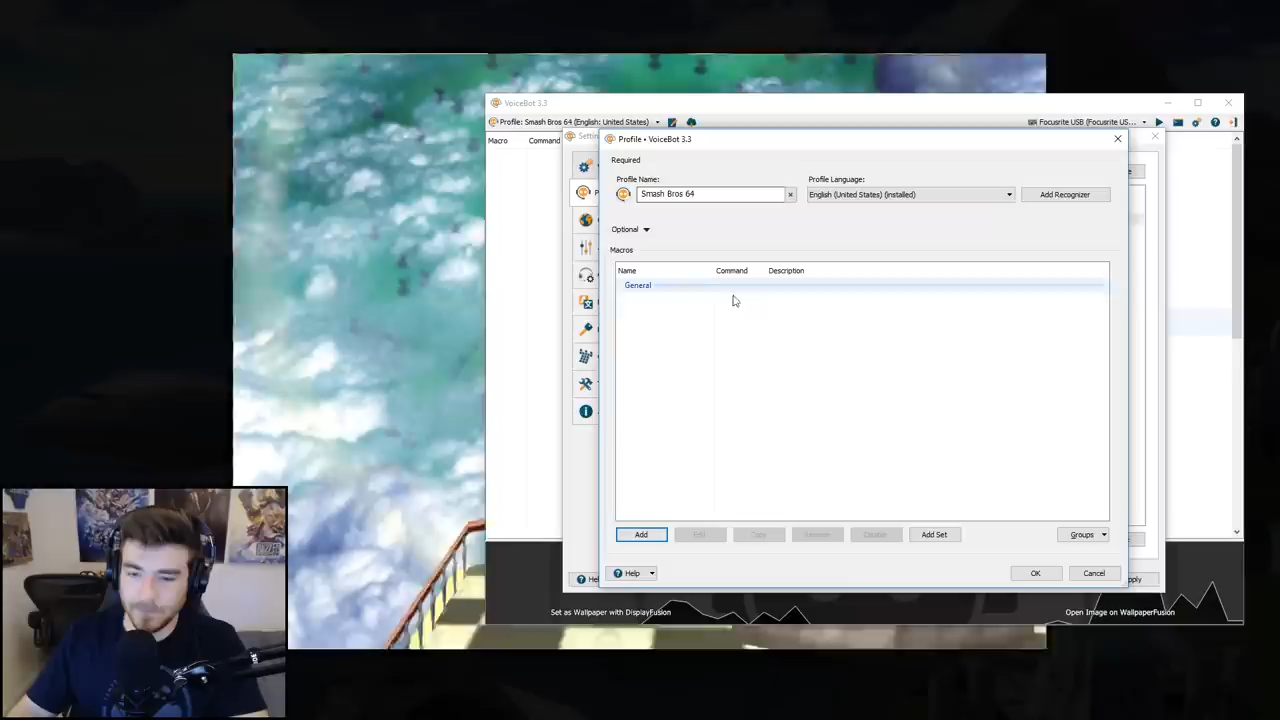 VoiceBot 3.3
Profile: Smash Bros 64 (English: United States)
Focusrite USB (Focusrite US...
Macro Command
Profile • VoiceBot 3.3
Required
Profile Name:
Profile Language:
Smash Bros 64
English (United States) (installed)
Add Recognizer
Optional
Macros
Name Command Description
General
Add
Copy
Add Set
Groups
Help
OK
Cancel
Set as Wallpaper with DisplayFusion
Open Image on WallpaperFusion